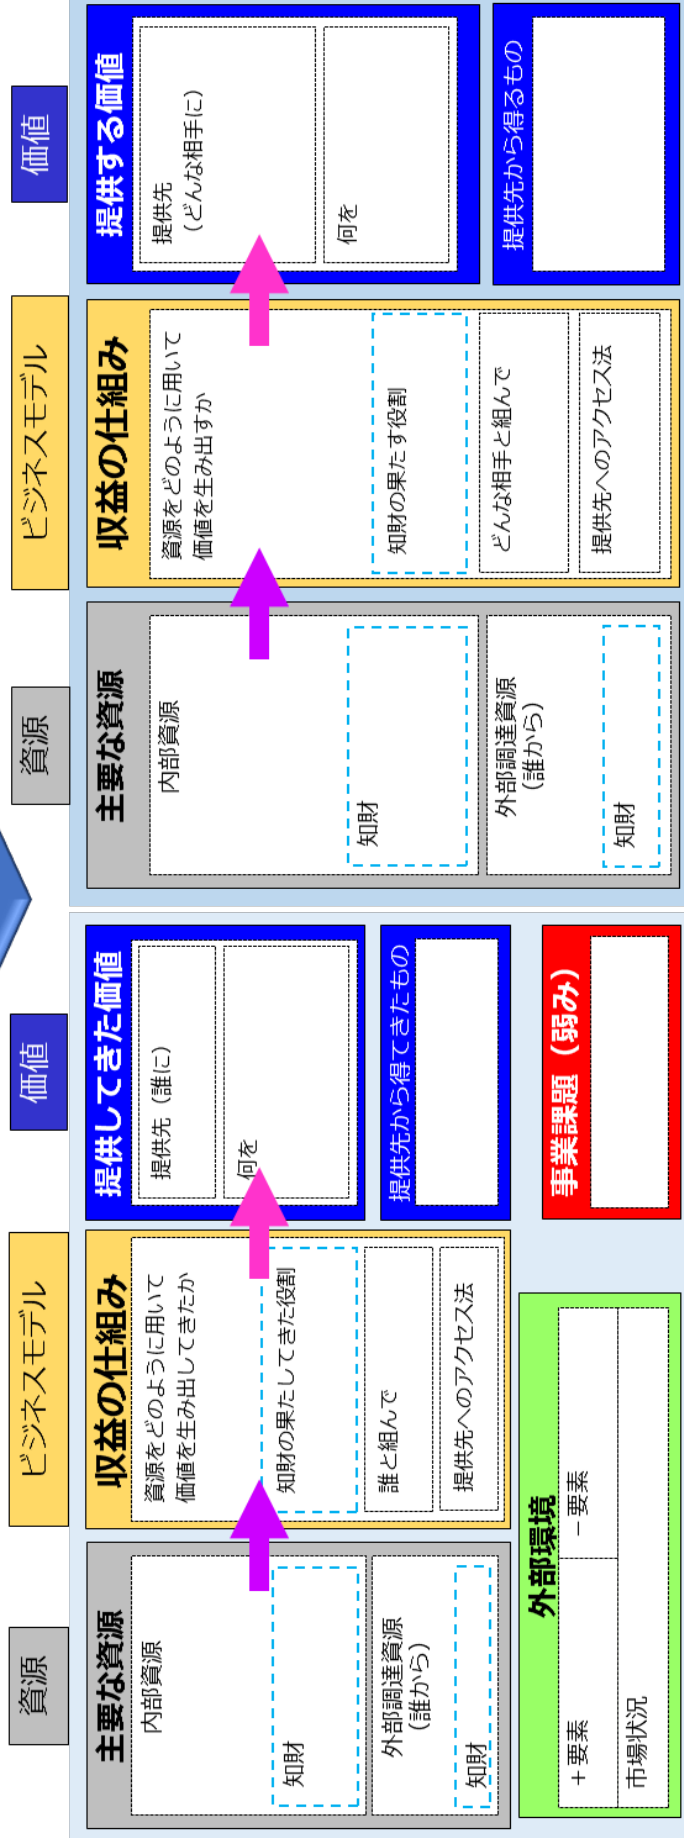 資源
ビジネスモデル
価値
主要な資源
内部資源
知財
外部調達資源
（誰から）
知財
収益の仕組み
資源をどのように用いて
価値を生み出してきたか
知財の果たしてきた役割
誰と組んで
提供先へのアクセス法
提供してきた価値
提供先（誰に）
何を
提供先から得てきたもの
外部環境
+要素
−要素
市場状況
事業課題（弱み）
資源
ビジネスモデル
価値
主要な資源
内部資源
知財
外部調達資源
（誰から）
知財
収益の仕組み
資源をどのように用いて
価値を生み出すか
知財の果たす役割
どんな相手と組んで
提供先へのアクセス法
提供する価値
提供先
（どんな相手に）
何を
提供先から得るもの